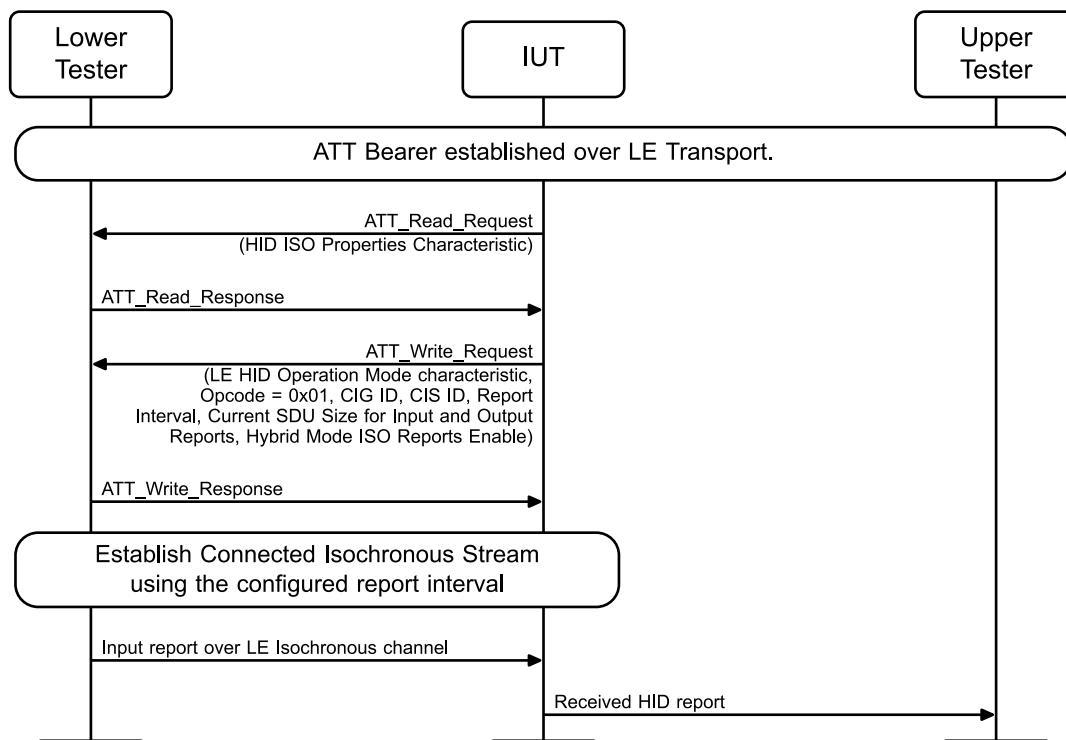 Lower
Tester
IUT
Upper
Tester
ATT Bearer established over LE Transport.
ATT_Read_Request
(HID ISO Properties Characteristic)
ATT_Read_Response
ATT_Write_Request
(LE HID Operation Mode characteristic,
Opcode = 0x01, CIG ID, CIS ID, Report
Interval, Current SDU Size for Input and Output
Reports, Hybrid Mode ISO Reports Enable)
ATT_Write_Response
Establish Connected Isochronous Stream
using the configured report interval
Input report over LE Isochronous channel
Received HID report